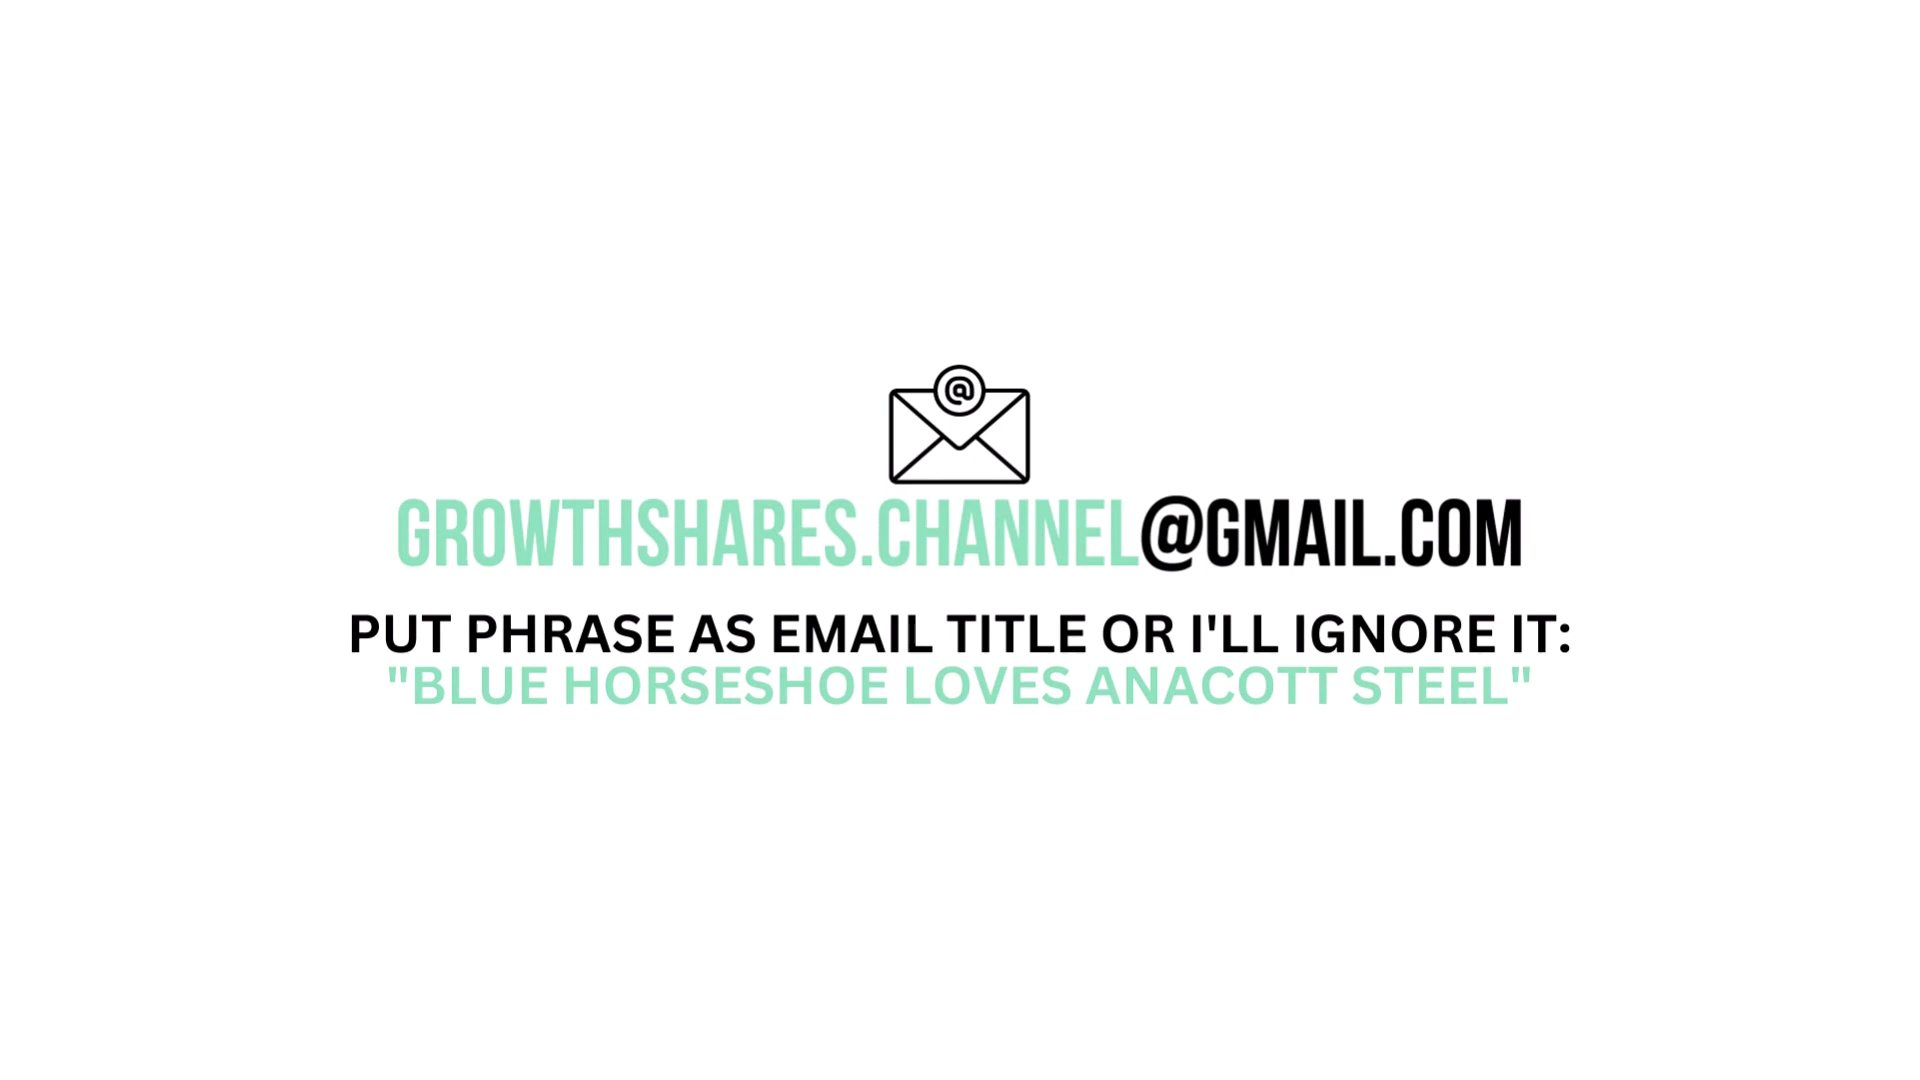 @
GROWTHSHARES.CHANNEL@GMAIL.COM
PUT PHRASE AS EMAIL TITLE OR I'LL IGNORE IT:
"BLUE HORSESHOE LOVES ANACOTT STEEL"